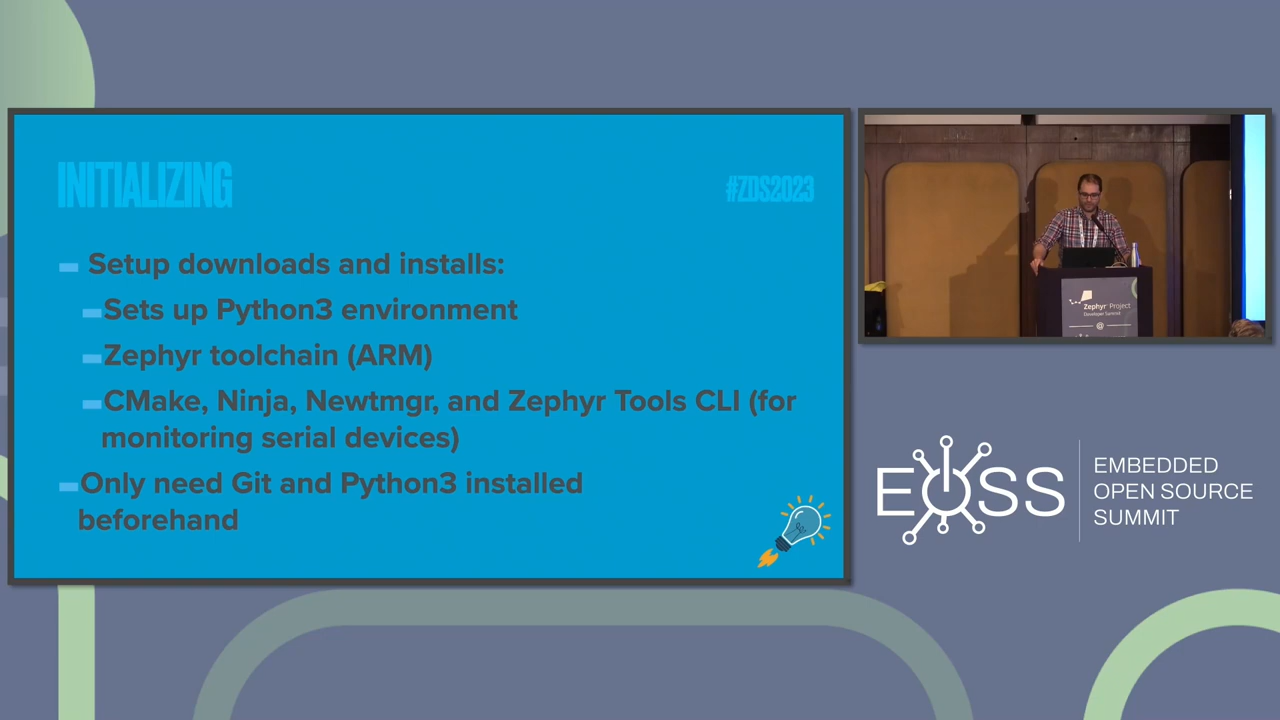 INITIALIZING
#ZDS2023
Setup downloads and installs:
Sets up Python3 environment
Zephyr toolchain (ARM)
CMake, Ninja, Newtmgr, and Zephyr Tools CLI (for
monitoring serial devices)
Only need Git and Python3 installed
beforehand
Zephyr Project
Developer Summit
@
EOSS
EMBEDDED
OPEN SOURCE
SUMMIT